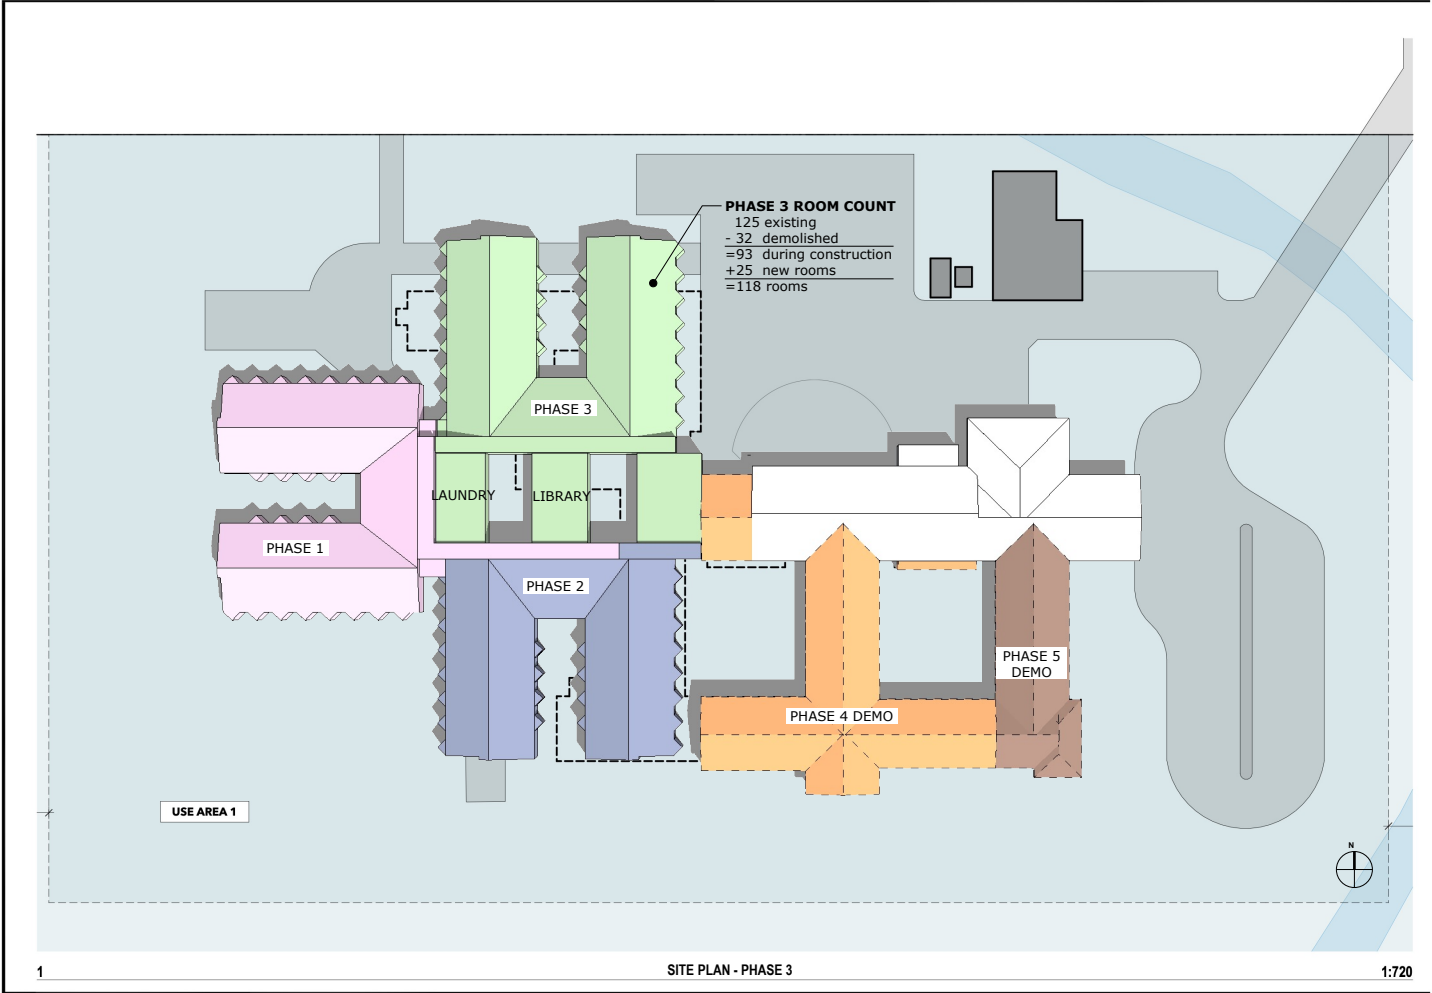 PHASE 3 ROOM COUNT
125 existing
- 32 demolished
=93 during construction
+25 new rooms
=118 rooms
PHASE 3
LAUNDRY
LIBRARY
PHASE 1
PHASE 2
PHASE 5
DEMO
PHASE 4 DEMO
USE AREA 1
N
1
SITE PLAN - PHASE 3
1:720